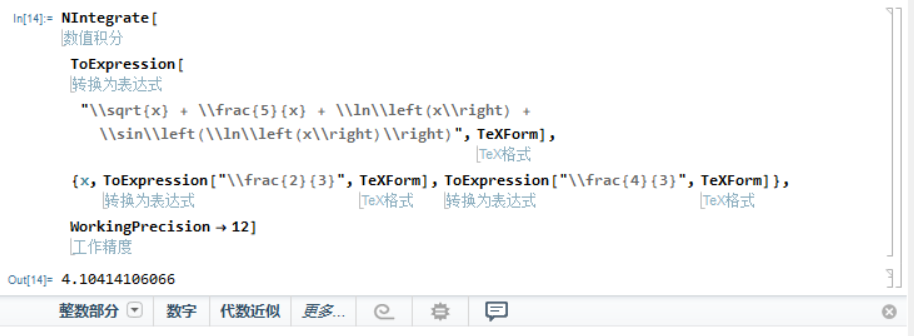 In[14]:= NIntegrate[
数值积分
ToExpression[
转换为表达式
"\\sqrt{x} + \\frac{5}{x} + \\ln\\left(x\\right) +
\\sin\\left(\\ln\\left(x\\right)\\right)", TeXForm],
TeX格式
{x, ToExpression["\\frac{2}{3}", TeXForm], ToExpression["\\frac{4}{3}", TeXForm]},
转换为表达式 TeX格式 转换为表达式 TeX格式
WorkingPrecision → 12]
工作精度
Out[14]= 4.10414106066
整数部分 数字 代数近似 更多...